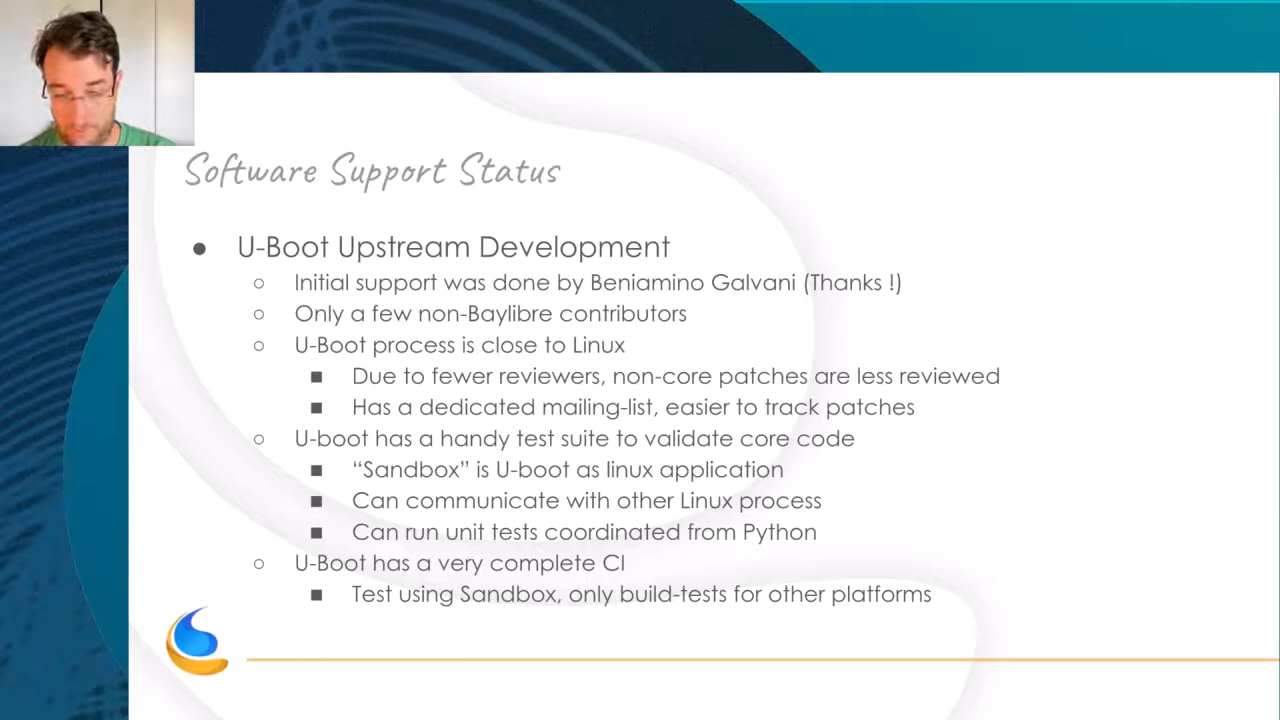 Software Support Status
● U-Boot Upstream Development
○ Initial support was done by Beniamino Galvani (Thanks !)
○ Only a few non-Baylibre contributors
○ U-Boot process is close to Linux
■ Due to fewer reviewers, non-core patches are less reviewed
■ Has a dedicated mailing-list, easier to track patches
○ U-boot has a handy test suite to validate core code
■ “Sandbox” is U-boot as linux application
■ Can communicate with other Linux process
■ Can run unit tests coordinated from Python
○ U-Boot has a very complete CI
■ Test using Sandbox, only build-tests for other platforms